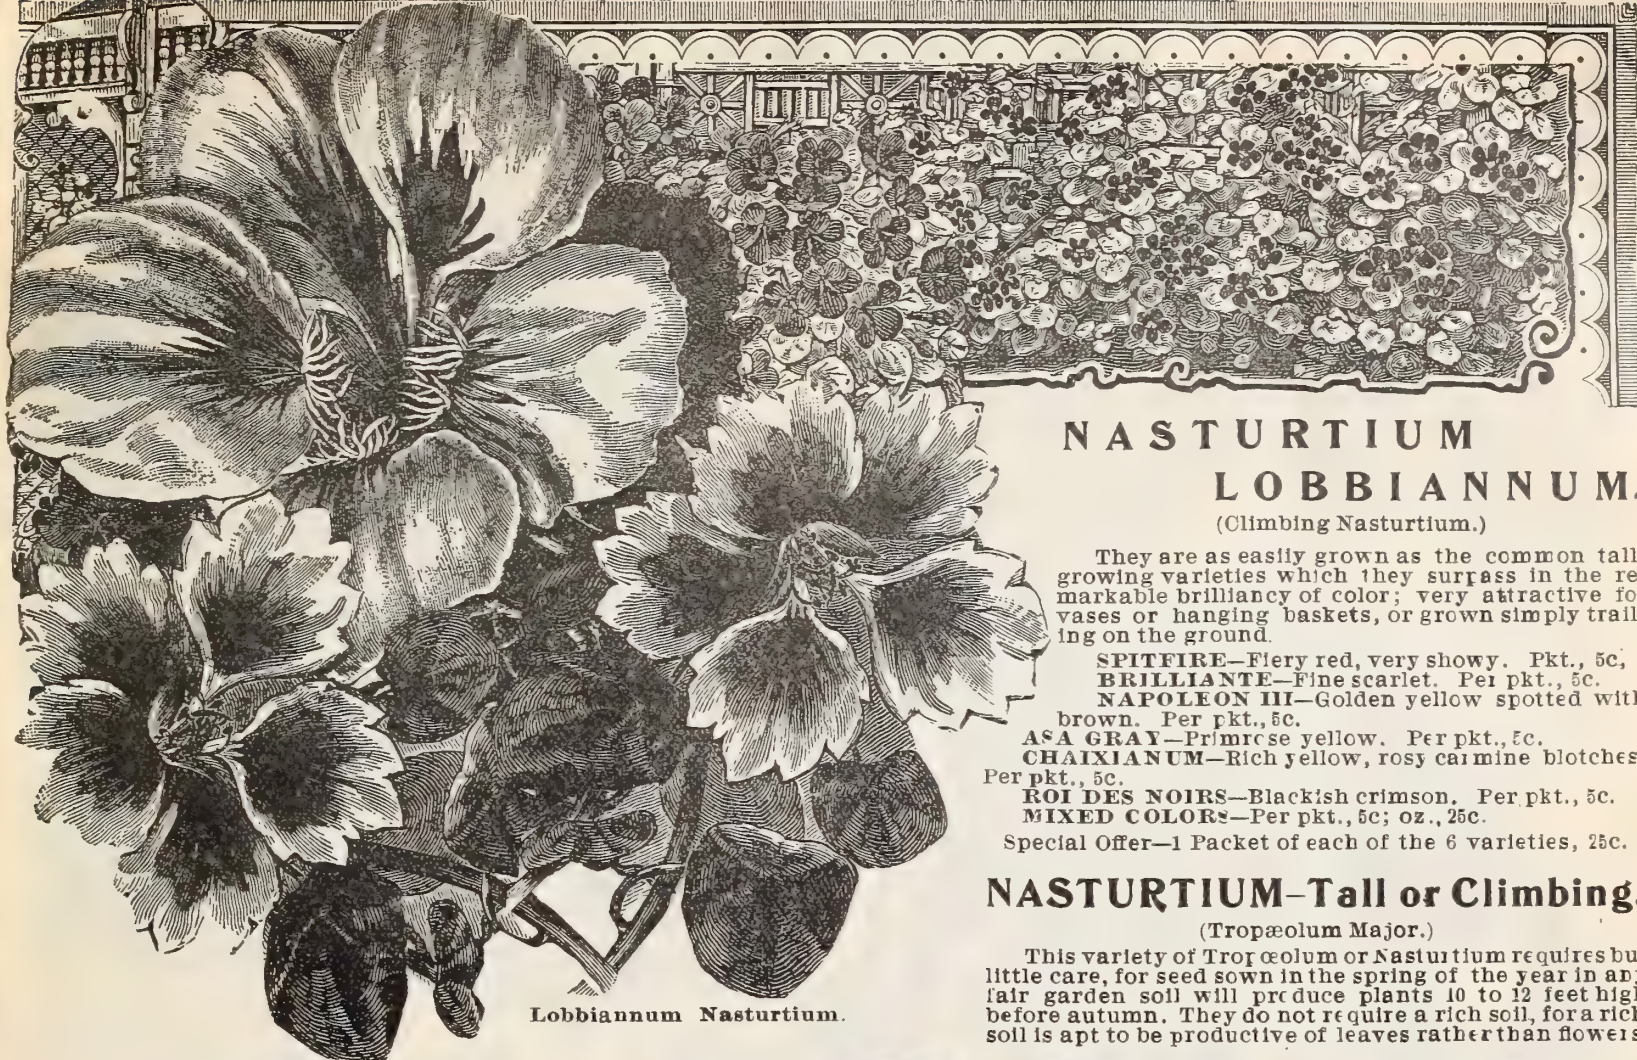 NASTURTIUM
LOBBIANNUM.
(Climbing Nasturtium.)
They are as easily grown as the common tall
growing varieties which they surpass in the re
markable brilliancy of color; very attractive fo
vases or hanging baskets, or grown simply trail
ing on the ground.
SPITFIRE—Fiery red, very showy. Pkt., 5c,
BRILLIANTE—Fine scarlet. Per pkt., 5c.
NAPOLEON III—Golden yellow spotted with
brown. Per pkt., 5c.
ASA GRAY—Primrose yellow. Per pkt., 5c.
CHAIXIANUM—Rich yellow, rosy carmine blotches
Per pkt., 5c.
ROI DES NOIRS—Blackish crimson. Per pkt., 5c.
MIXED COLORS—Per pkt., 5c; oz., 25c.
Special Offer—1 Packet of each of the 6 varieties, 25c.
NASTURTIUM–Tall or Climbing.
(Tropæolum Major.)
This variety of Tropœolum or Nasturtium requires bu
little care, for seed sown in the spring of the year in any
fair garden soil will produce plants 10 to 12 feet high
before autumn. They do not require a rich soil, for a rich
soil is apt to be productive of leaves rather than flowers
Lobbiannum Nasturtium.